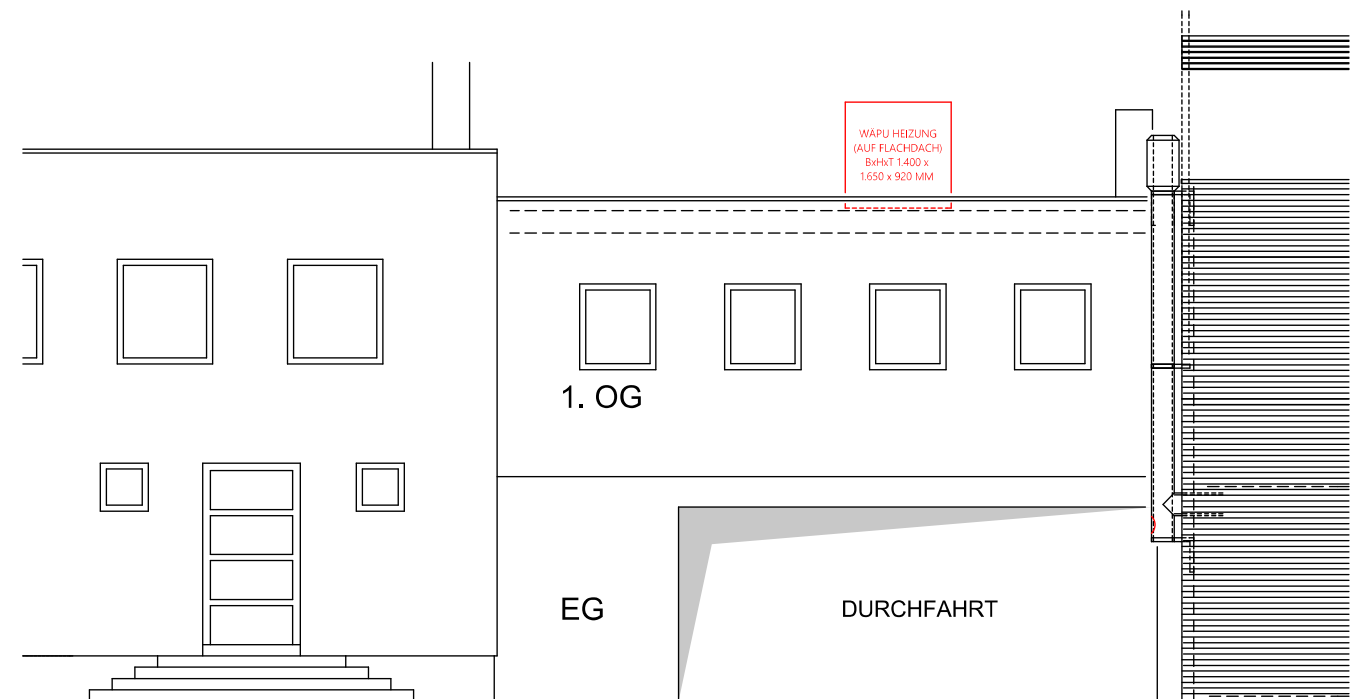 WÄPU HEIZUNG
(AUF FLACHDACH)
BxHxT 1.400 x
1.650 x 920 MM
1. OG
EG
DURCHFAHRT